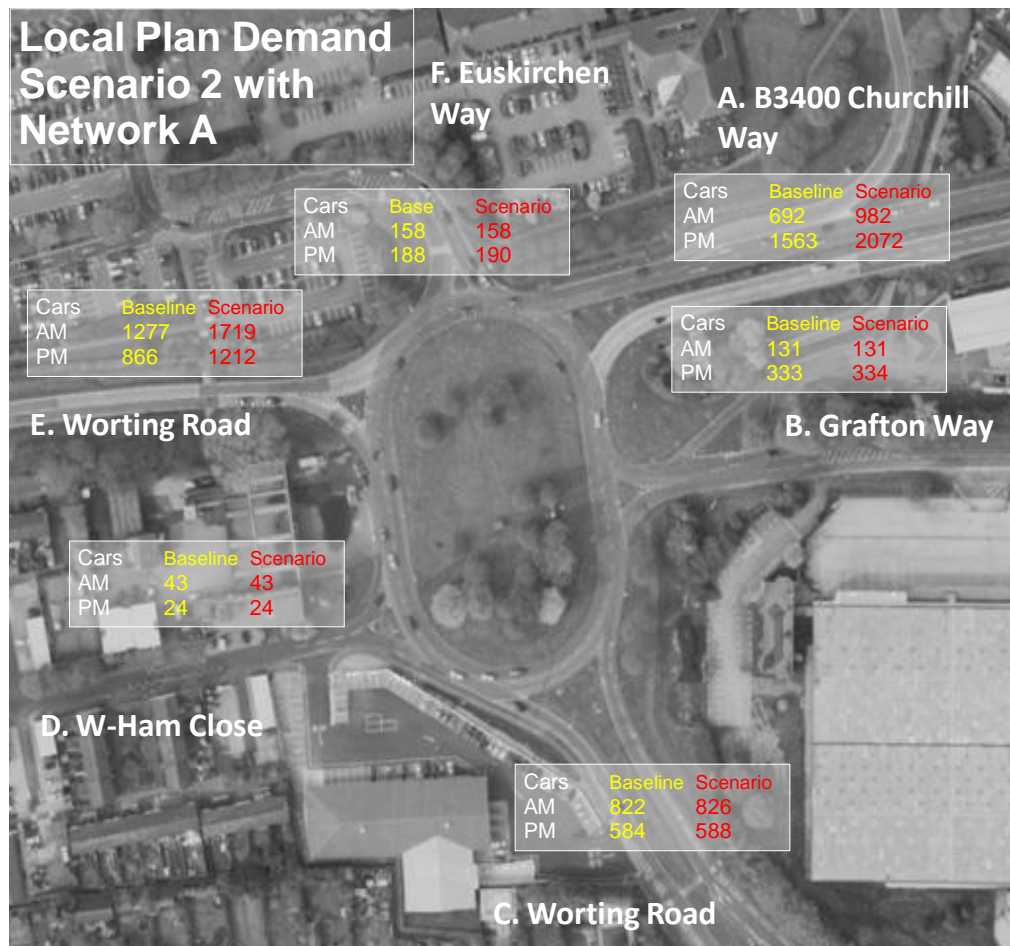 Local Plan Demand
Scenario 2 with
Network A
F. Euskirchen
Way
A. B3400 Churchill
Way
Cars Base Scenario
AM 158 158
PM 188 190
Cars Baseline Scenario
AM 692 982
PM 1563 2072
Cars Baseline Scenario
AM 1277 1719
PM 866 1212
Cars Baseline Scenario
AM 131 131
PM 333 334
E. Worting Road
B. Grafton Way
Cars Baseline Scenario
AM 43 43
PM 24 24
D. W-Ham Close
Cars Baseline Scenario
AM 822 826
PM 584 588
C. Worting Road